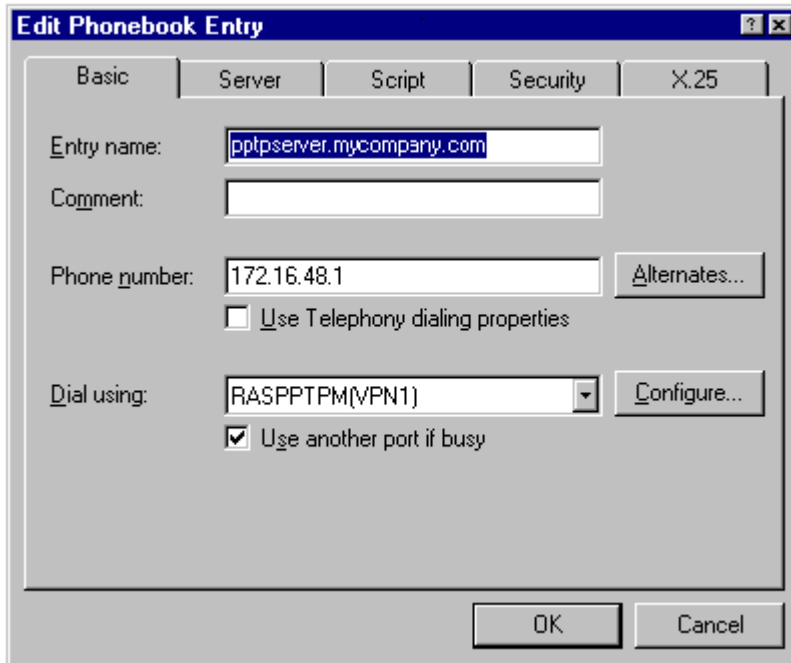 Edit Phonebook Entry
Basic Server Script Security X.25
Entry name: pptpserver.mycompany.com
Comment:
Phone number: 172.16.48.1 Alternates...
Use Telephony dialing properties
Dial using: RASPPTPM(VPN1) Configure...
Use another port if busy
OK Cancel